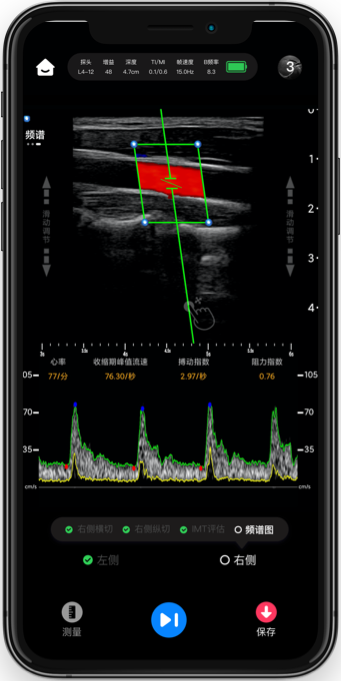 探头 增益 深度 TI/MI 帧速度 B频率
L4-12 48 4.7cm 0.1/0.6 15.0Hz 8.3
3
频谱
0
1
2
3
4
滑动调节
滑动调节
心率 收缩期峰值流速 搏动指数 阻力指数
77/分 76.30/秒 2.97/秒 0.76
05 105
70 70
35 35
cm/s cm/s
右侧横切 右侧纵切 IMT评估 频谱图
左侧 右侧
测量 保存